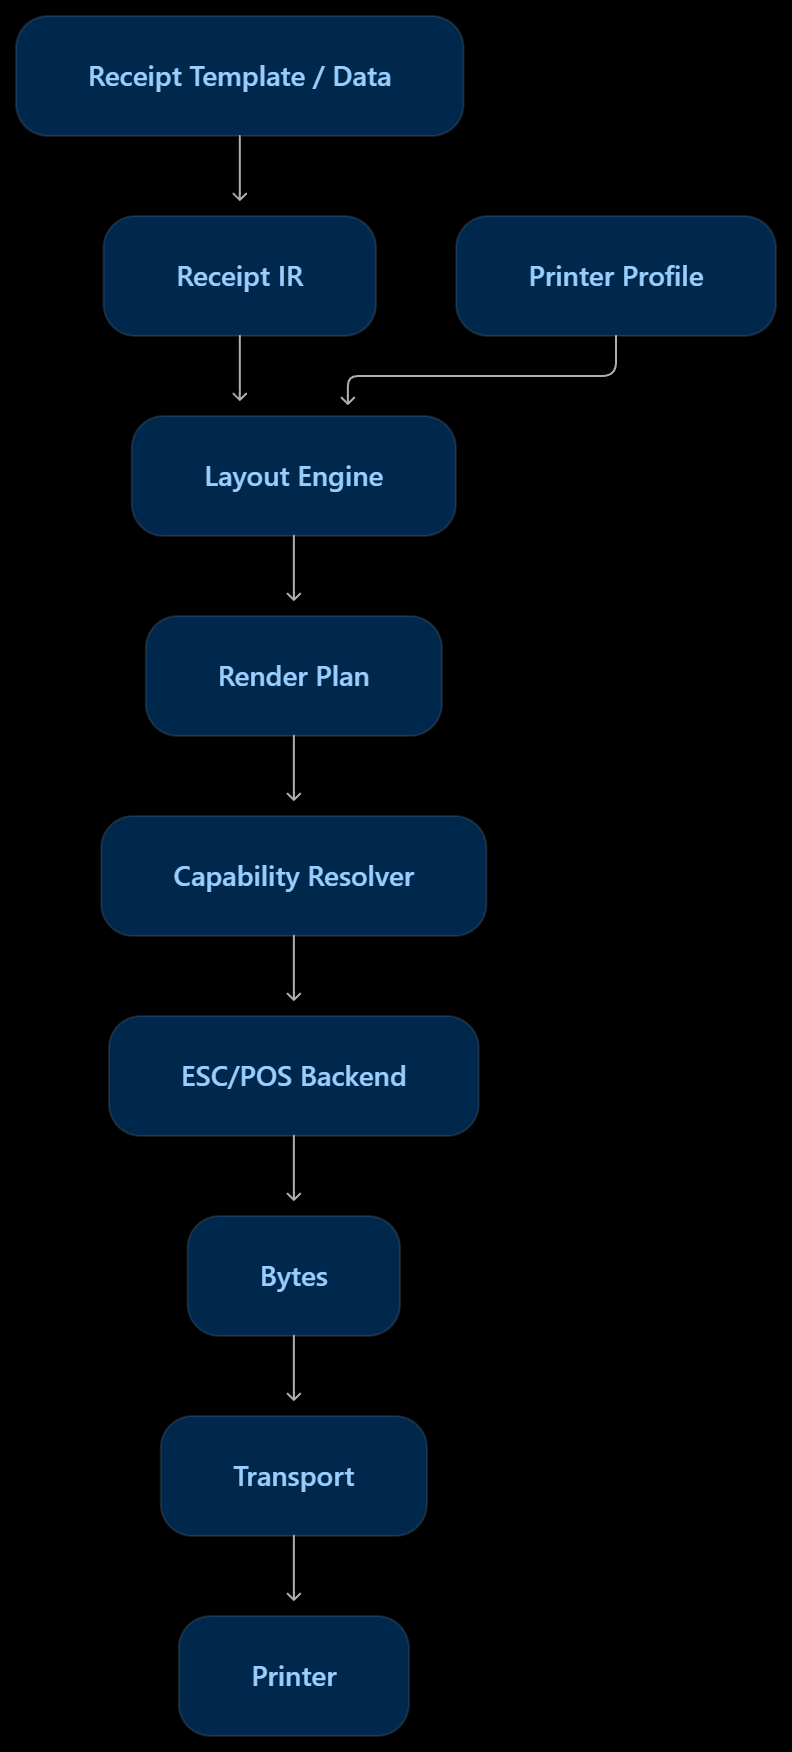 Receipt Template / Data
Receipt IR
Printer Profile
Layout Engine
Render Plan
Capability Resolver
ESC/POS Backend
Bytes
Transport
Printer